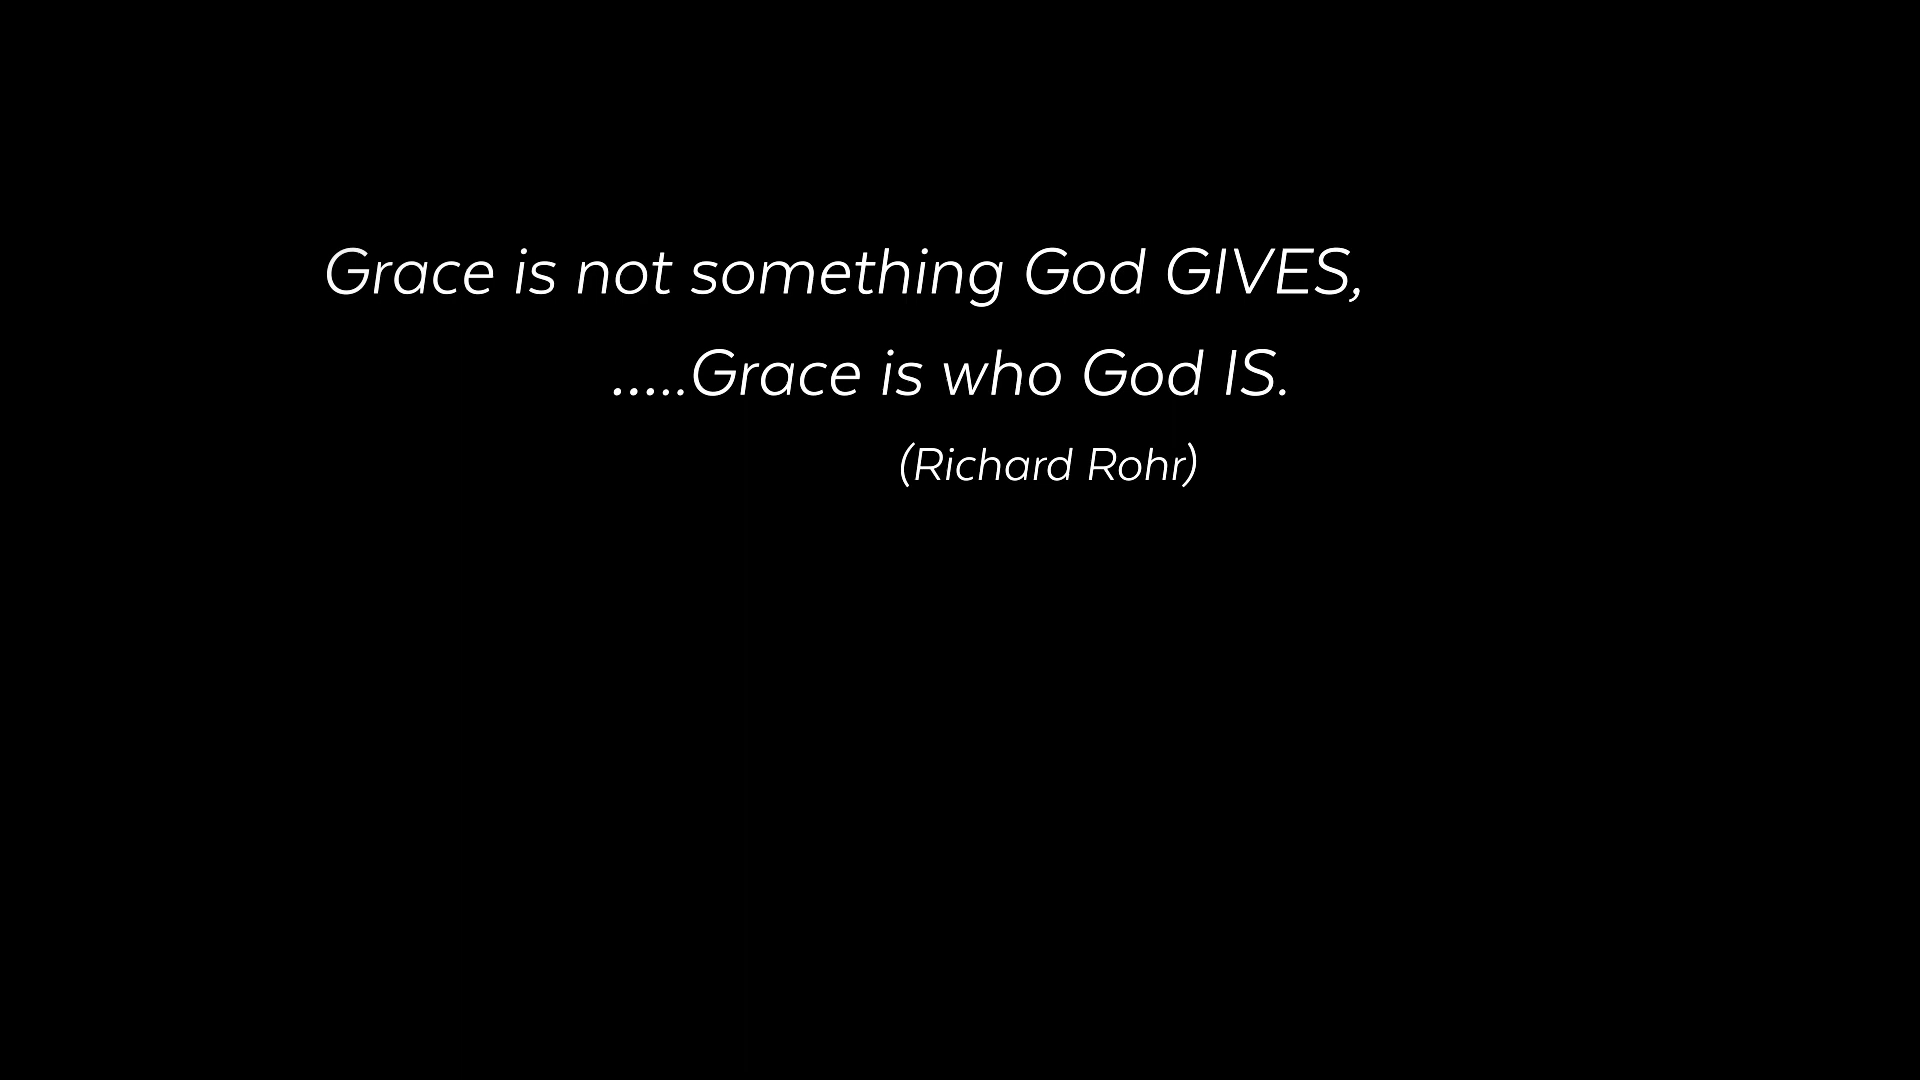 Grace is not something God GIVES,
.....Grace is who God IS.
(Richard Rohr)